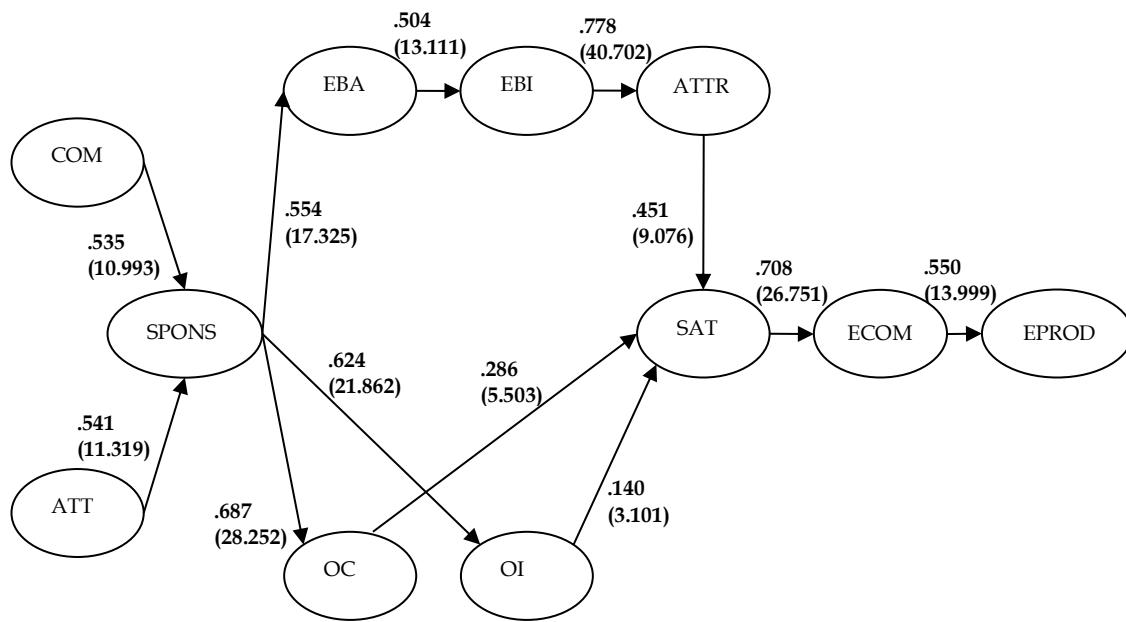 .504
(13.111)
.778
(40.702)
EBA
EBI
ATTR
COM
.554
(17.325)
.451
(9.076)
.535
(10.993)
.708
(26.751)
.550
(13.999)
SPONS
SAT
ECOM
EPROD
.624
(21.862)
.286
(5.503)
.541
(11.319)
.140
(3.101)
ATT
.687
(28.252)
OC
OI